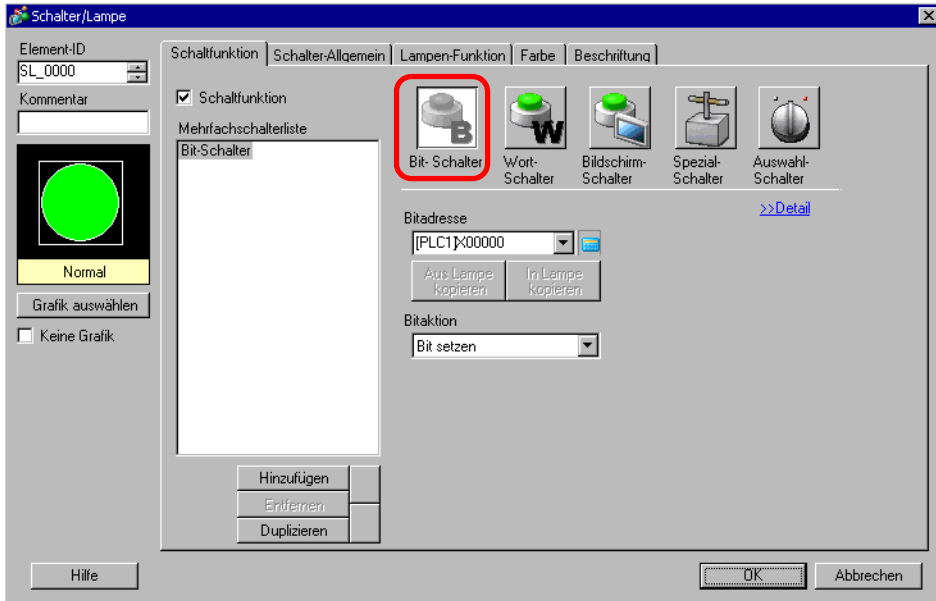 Schalter/Lampe
Element-ID
SL_0000
Kommentar
Normal
Grafik auswählen
Keine Grafik
Schaltfunktion
Schalter-Allgemein
Lampen-Funktion
Farbe
Beschriftung
Schaltfunktion
Mehrfachschalterliste
Bit-Schalter
Hinzufügen
Entfernen
Duplizieren
B
Bit- Schalter
W
Wort-
Schalter
Bildschirm-
Schalter
Spezial-
Schalter
Auswahl-
Schalter
>>Detail
Bitadresse
[PLC1]X00000
Aus Lampe
kopieren
In Lampe
kopieren
Bitaktion
Bit setzen
Hilfe
OK
Abbrechen